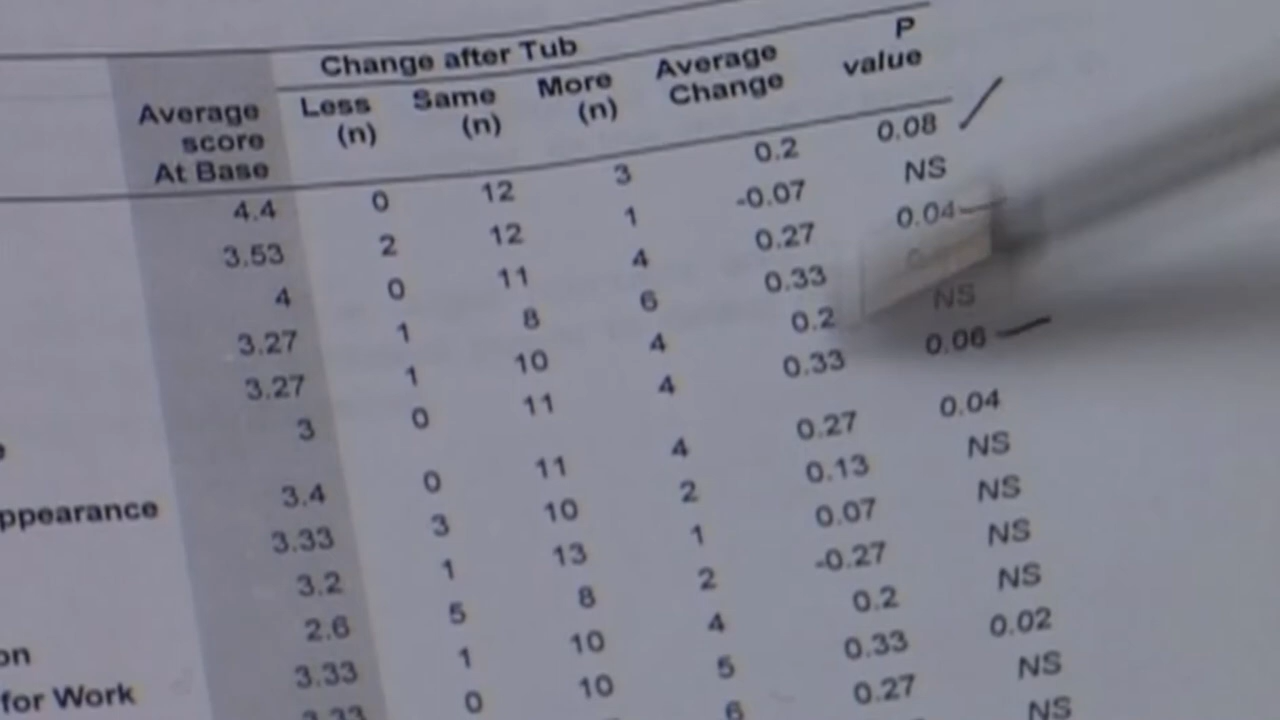 Change after Tub
Average score At Base Less (n) Same (n) More (n) Average Change P value
4.4 0 12 3 0.2 0.08
3.53 2 12 1 -0.07 NS
4 0 11 4 0.27 0.04
3.27 1 8 6 0.33
3.27 1 10 4 0.2 NS
3 0 11 4 0.33 0.06
ppearance 3.4 0 11 4 0.27 0.04
3.33 3 10 2 0.13 NS
3.2 1 13 1 0.07 NS
on 2.6 5 8 2 -0.27 NS
for Work 3.33 1 10 4 0.2 NS
3.33 0 10 5 0.33 0.02
6 0.27 NS
NS